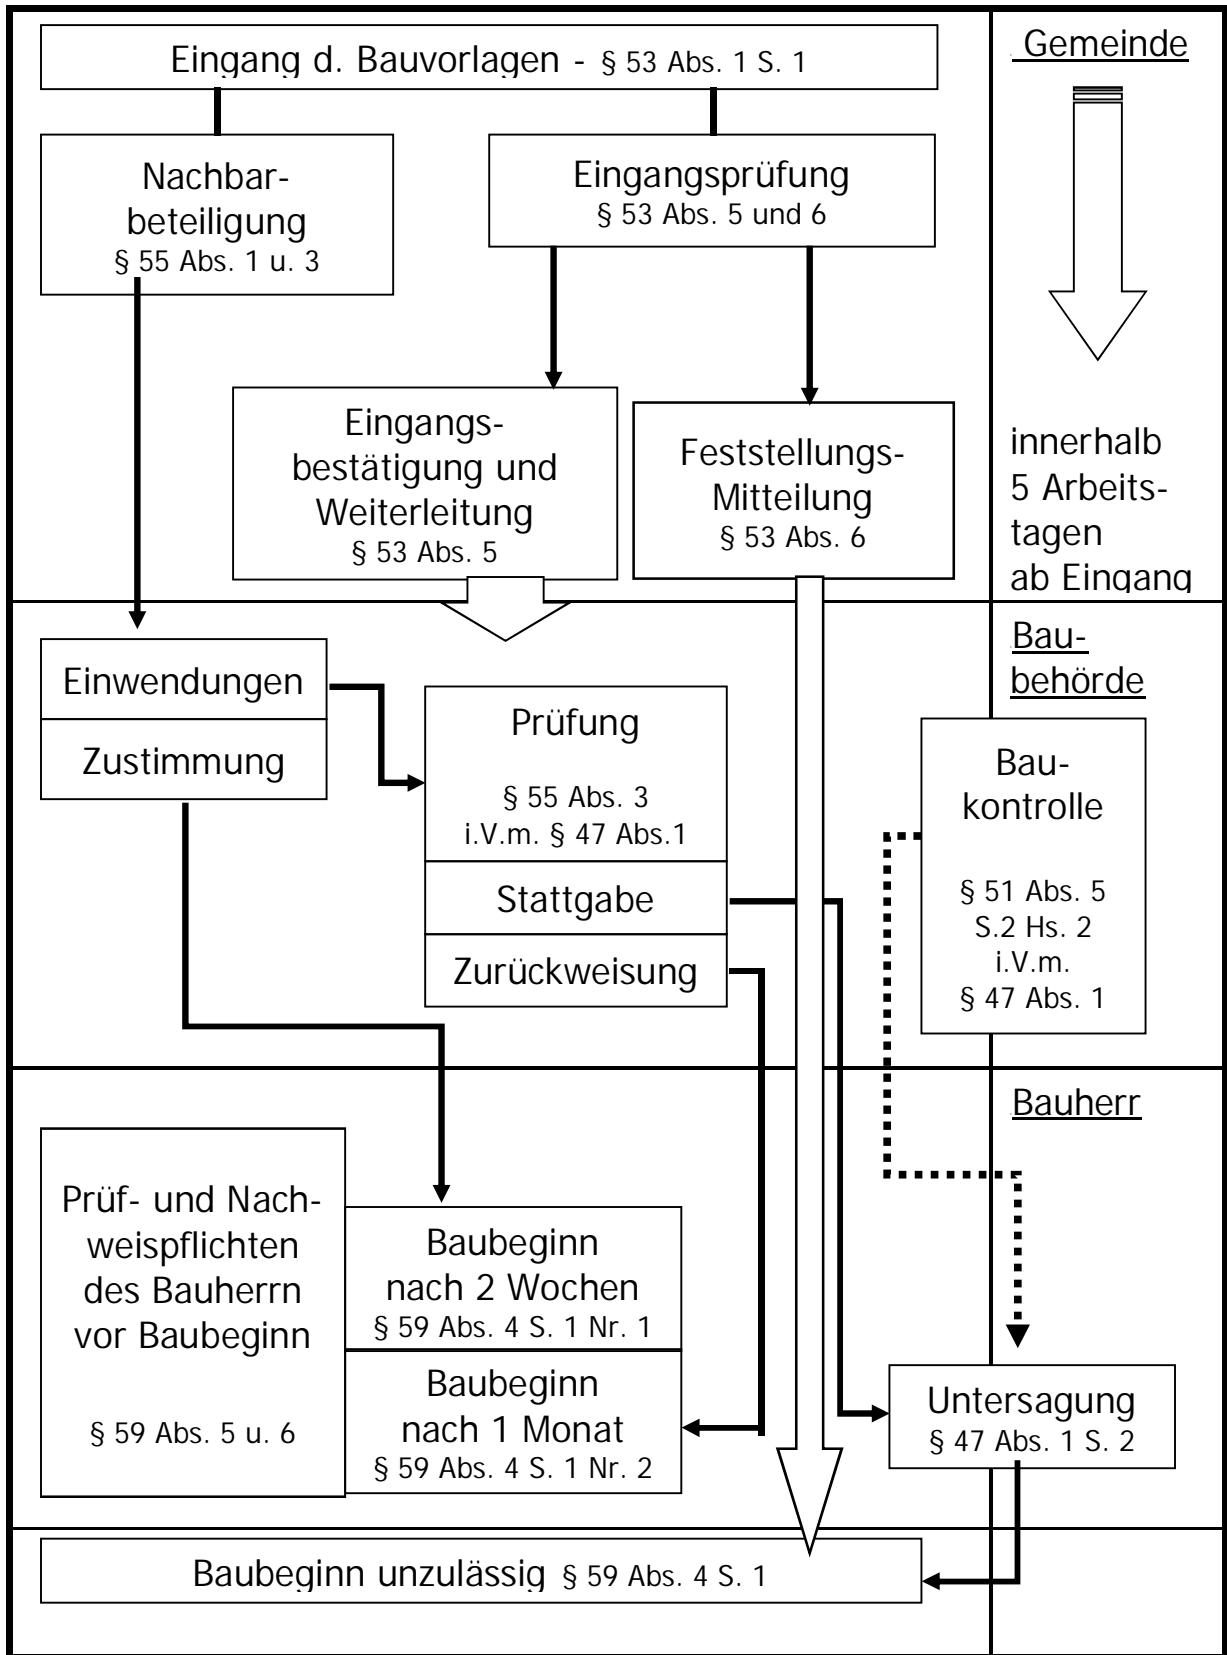 Eingang d. Bauvorlagen - § 53 Abs. 1 S. 1
Gemeinde
Nachbar-
beteiligung
§ 55 Abs. 1 u. 3
Eingangsprüfung
§ 53 Abs. 5 und 6
Eingangs-
bestätigung und
Weiterleitung
§ 53 Abs. 5
Feststellungs-
Mitteilung
§ 53 Abs. 6
innerhalb
5 Arbeits-
tagen
ab Eingang
Bau-
behörde
Einwendungen
Zustimmung
Prüfung
§ 55 Abs. 3
i.V.m. § 47 Abs.1
Stattgabe
Zurückweisung
Bau-
kontrolle
§ 51 Abs. 5
S.2 Hs. 2
i.V.m.
§ 47 Abs. 1
Bauherr
Prüf- und Nach-
weispflichten
des Bauherrn
vor Baubeginn
§ 59 Abs. 5 u. 6
Baubeginn
nach 2 Wochen
§ 59 Abs. 4 S. 1 Nr. 1
Baubeginn
nach 1 Monat
§ 59 Abs. 4 S. 1 Nr. 2
Untersagung
§ 47 Abs. 1 S. 2
Baubeginn unzulässig § 59 Abs. 4 S. 1